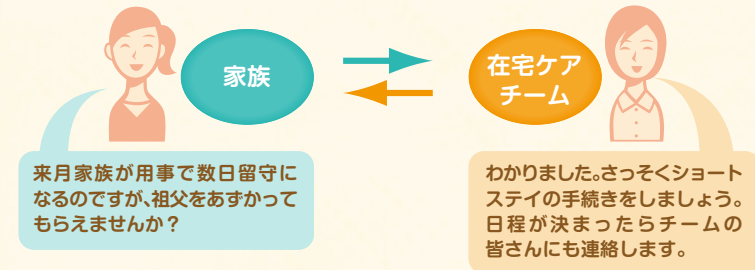 家族
在宅ケア
チーム
来月家族が用事で数日留守に
なるのですが、祖父をあずかって
もらえませんか？
わかりました。さっそくショート
ステイの手続きをしましょう。
日程が決まったらチームの
皆さんにも連絡します。